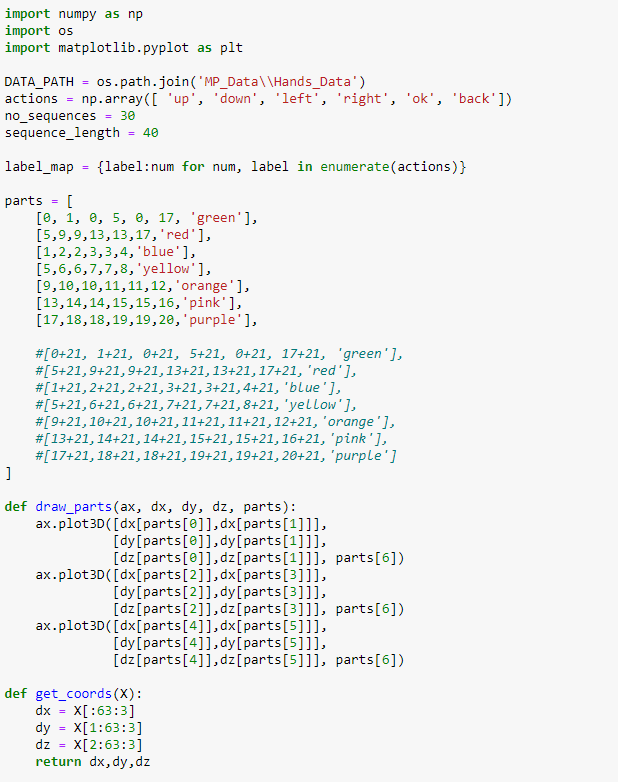 import numpy as np
import os
import matplotlib.pyplot as plt

DATA_PATH = os.path.join('MP_Data\\Hands_Data')
actions = np.array([ 'up', 'down', 'left', 'right', 'ok', 'back'])
no_sequences = 30
sequence_length = 40

label_map = {label:num for num, label in enumerate(actions)}

parts = [
    [0, 1, 0, 5, 0, 17, 'green'],
    [5,9,9,13,13,17,'red'],
    [1,2,2,3,3,4,'blue'],
    [5,6,6,7,7,8,'yellow'],
    [9,10,10,11,11,12,'orange'],
    [13,14,14,15,15,16,'pink'],
    [17,18,18,19,19,20,'purple'],

    #[0+21, 1+21, 0+21, 5+21, 0+21, 17+21, 'green'],
    #[5+21,9+21,9+21,13+21,13+21,17+21,'red'],
    #[1+21,2+21,2+21,3+21,3+21,4+21,'blue'],
    #[5+21,6+21,6+21,7+21,7+21,8+21,'yellow'],
    #[9+21,10+21,10+21,11+21,11+21,12+21,'orange'],
    #[13+21,14+21,14+21,15+21,15+21,16+21,'pink'],
    #[17+21,18+21,18+21,19+21,19+21,20+21,'purple']
]

def draw_parts(ax, dx, dy, dz, parts):
    ax.plot3D([dx[parts[0]],dx[parts[1]]],
              [dy[parts[0]],dy[parts[1]]],
              [dz[parts[0]],dz[parts[1]]], parts[6])
    ax.plot3D([dx[parts[2]],dx[parts[3]]],
              [dy[parts[2]],dy[parts[3]]],
              [dz[parts[2]],dz[parts[3]]], parts[6])
    ax.plot3D([dx[parts[4]],dx[parts[5]]],
              [dy[parts[4]],dy[parts[5]]],
              [dz[parts[4]],dz[parts[5]]], parts[6])

def get_coords(X):
    dx = X[:63:3]
    dy = X[1:63:3]
    dz = X[2:63:3]
    return dx,dy,dz